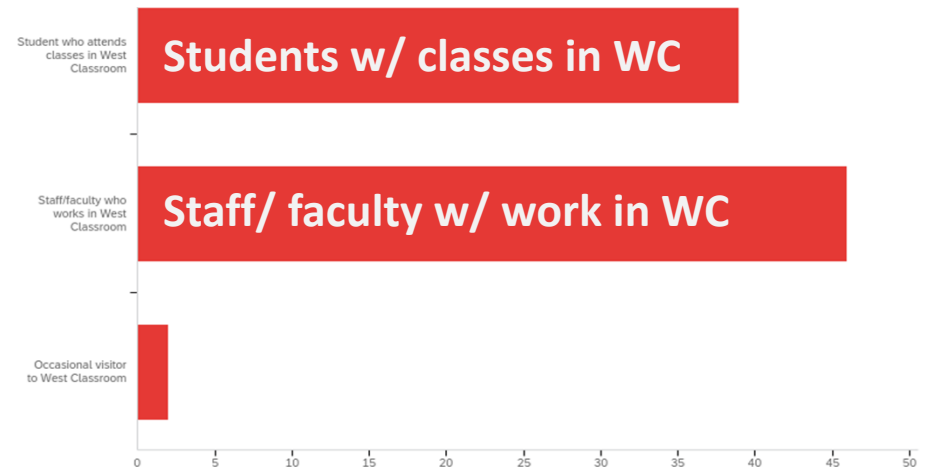 Student who attends
classes in West
Classroom
Students w/ classes in WC
Staff/faculty who
works in West
Classroom
Staff/ faculty w/ work in WC
Occasional visitor
to West Classroom
0 5 10 15 20 25 30 35 40 45 50